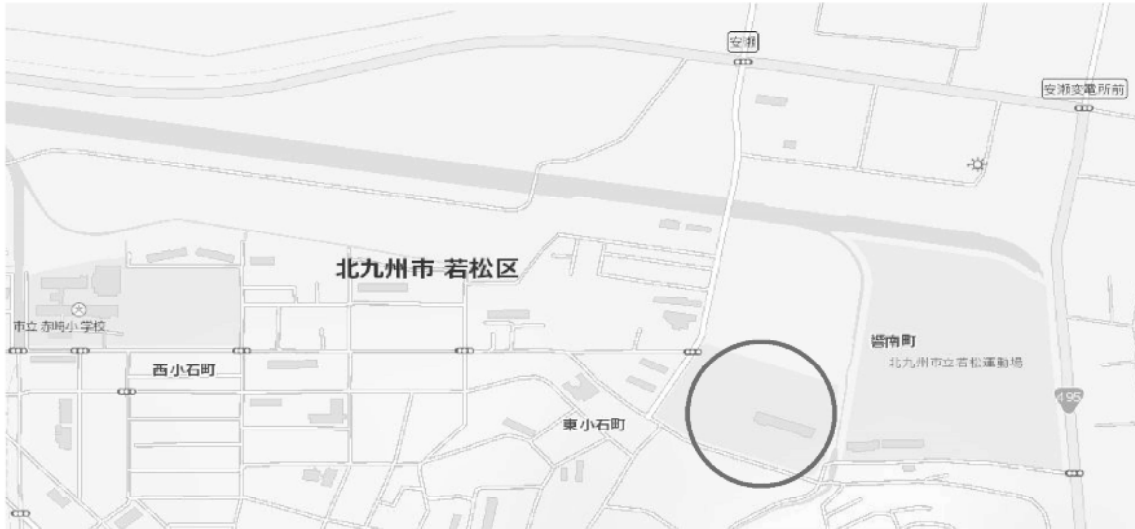 安瀬
安瀬変電所前
北九州市 若松区
市立 赤崎小学校
響南町
北九州市立若松運動場
西小石町
495
東小石町